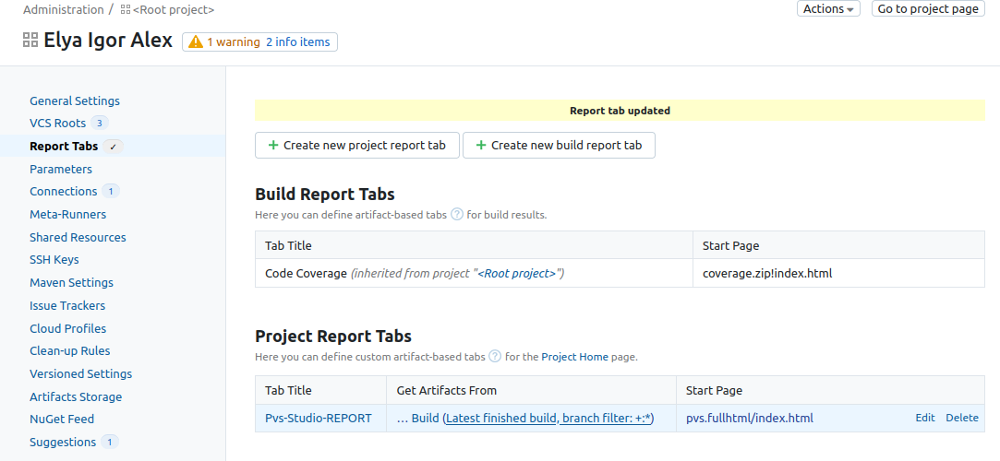 Administration / <Root project>
Actions
Go to project page
Elya Igor Alex
1 warning 2 info items
General Settings
VCS Roots 3
Report Tabs ✓
Parameters
Connections 1
Meta-Runners
Shared Resources
SSH Keys
Maven Settings
Issue Trackers
Cloud Profiles
Clean-up Rules
Versioned Settings
Artifacts Storage
NuGet Feed
Suggestions 1
Report tab updated
+ Create new project report tab
+ Create new build report tab
Build Report Tabs
Here you can define artifact-based tabs ? for build results.
Tab Title Start Page
Code Coverage (inherited from project "<Root project>") coverage.zip!index.html
Project Report Tabs
Here you can define custom artifact-based tabs ? for the Project Home page.
Tab Title Get Artifacts From Start Page
Pvs-Studio-REPORT ... Build (Latest finished build, branch filter: +:*) pvs.fullhtml/index.html Edit Delete